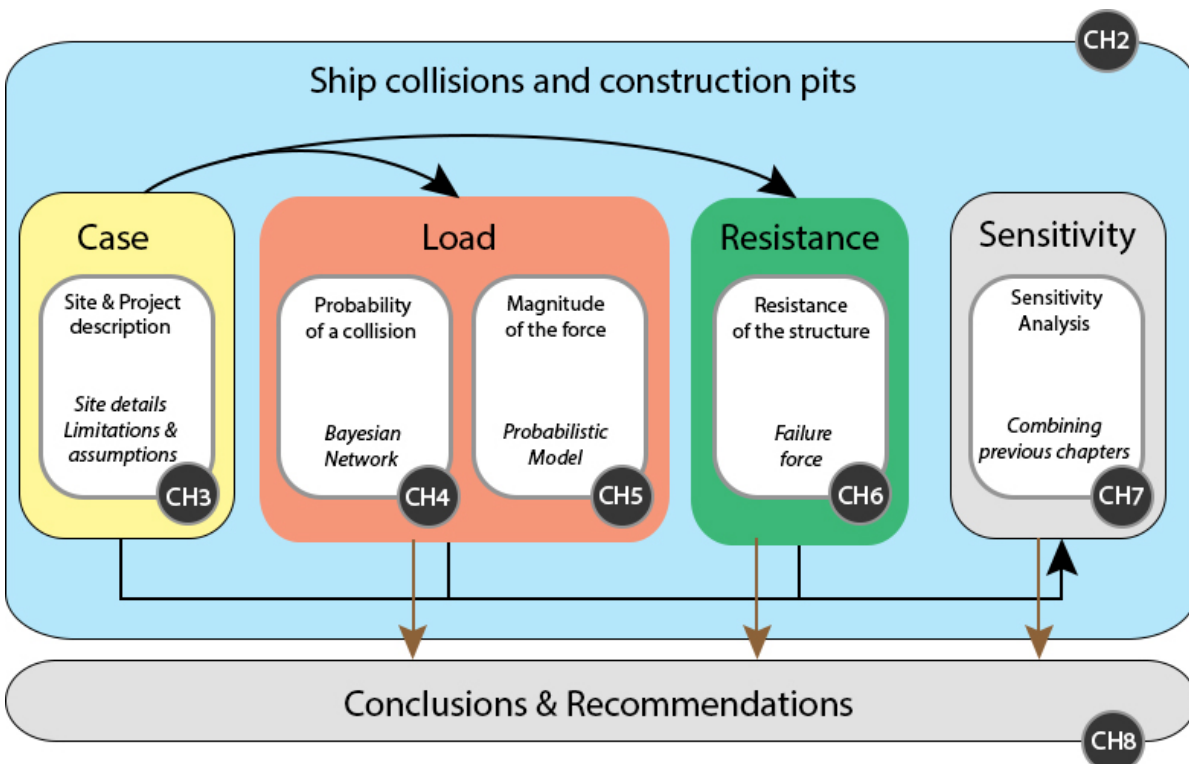 CH2
Ship collisions and construction pits
Case
Site & Project
description
Site details
Limitations &
assumptions
CH3
Load
Probability
of a collision
Bayesian
Network
CH4
Magnitude
of the force
Probabilistic
Model
CH5
Resistance
Resistance
of the structure
Failure
force
CH6
Sensitivity
Sensitivity
Analysis
Combining
previous chapters
CH7
Conclusions & Recommendations
CH8